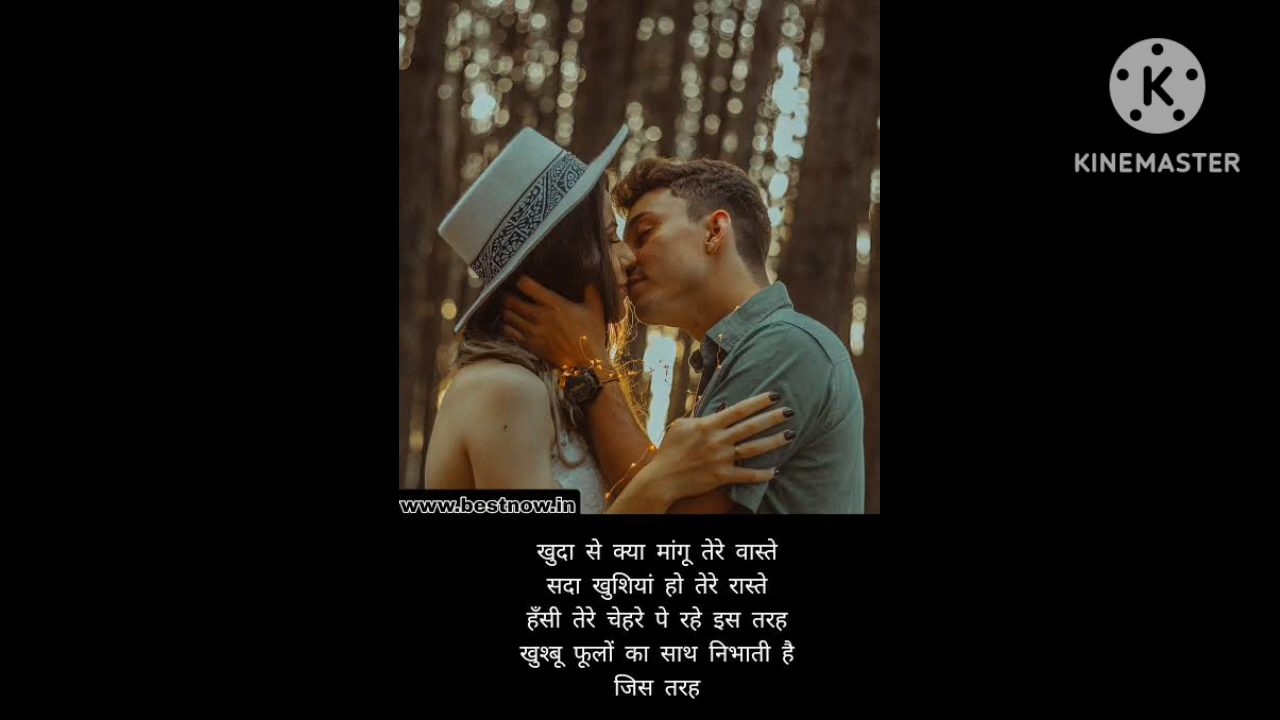 KINEMASTER
www.bestnow.in
खुदा से क्या मांगू तेरे वास्ते
सदा खुशियां हो तेरे रास्ते
हँसी तेरे चेहरे पे रहे इस तरह
खुश्बू फूलों का साथ निभाती है
जिस तरह